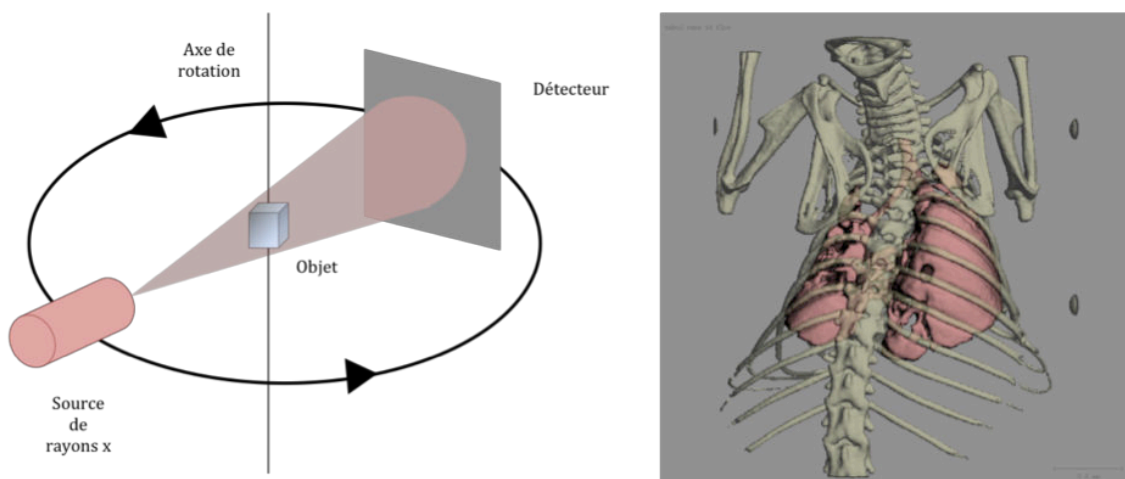 Axe de
rotation
Détecteur
Objet
Source
de
rayons x